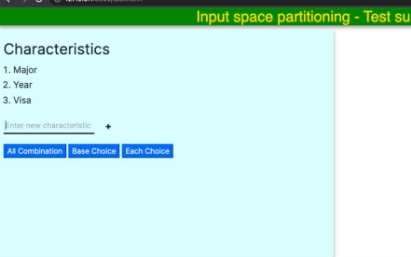 Input space partitioning - Test su
Characteristics
1. Major
2. Year
3. Visa
Enter new characteristic +
All Combination Base Choice Each Choice